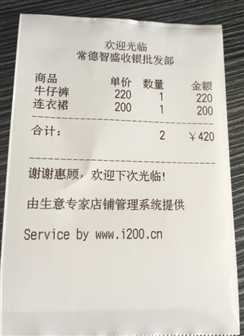 欢迎光临
常德智盛收银批发部
商品 单价 数量 金额
牛仔裤 220 1 220
连衣裙 200 1 200
合计： 2 ￥420
谢谢惠顾，欢迎下次光临！
由生意专家店铺管理系统提供
Service by www.i200.cn